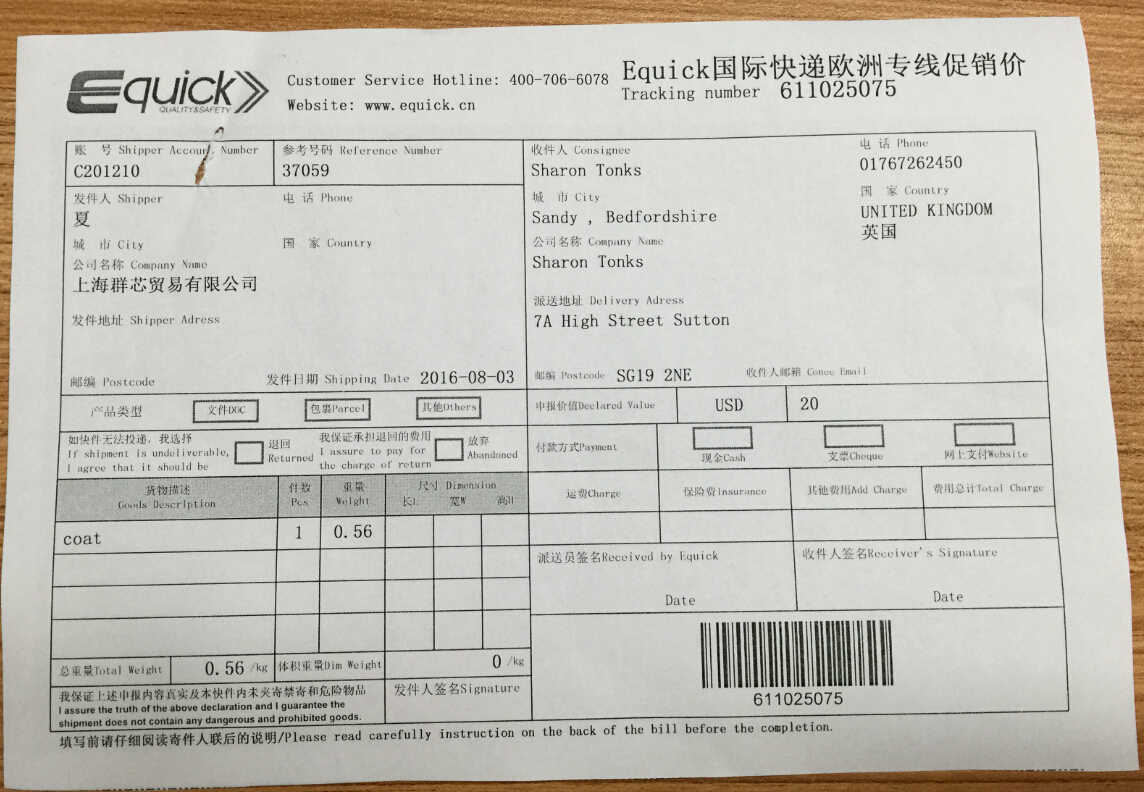 Equick
QUALITY&SAFETY
Customer Service Hotline: 400-706-6078
Website: www.equick.cn
Equick国际快递欧洲专线促销价
Tracking number 611025075
账 号 Shipper Account Number
C201210
参考号码 Reference Number
37059
发件人 Shipper
夏
电 话 Phone
城 市 City
国 家 Country
公司名称 Company Name
上海群芯贸易有限公司
发件地址 Shipper Adress
邮编 Postcode
发件日期 Shipping Date 2016-08-03
收件人 Consignee
Sharon Tonks
电 话 Phone
01767262450
城 市 City
Sandy , Bedfordshire
国 家 Country
UNITED KINGDOM
英国
公司名称 Company Name
Sharon Tonks
派送地址 Delivery Adress
7A High Street Sutton
邮编 Postcode SG19 2NE
收件人邮箱 Conee Email
产品类型
文件DOC
包裹Parcel
其他Others
申报价值Declared Value
USD
20
如快件无法投递，我选择
If shipment is undeliverable,
I agree that it should be
退回
Returned
我保证承担退回的费用
I assure to pay for
the charge of return
放弃
Abandoned
付款方式Payment
现金Cash
支票Cheque
网上支付Website
货物描述
Goods Description
件数
Pcs
重量
Weight
尺寸 Dimension
长L 宽W 高H
运费Charge
保险费Insurance
其他费用Add Charge
费用总计Total Charge
coat
1
0.56
派送员签名Received by Equick
Date
收件人签名Receiver's Signature
Date
总重量Total Weight
0.56 /kg
体积重量Dim Weight
0 /kg
我保证上述申报内容真实及本快件内未夹寄禁寄和危险物品
I assure the truth of the above declaration and I guarantee the
shipment does not contain any dangerous and prohibited goods.
发件人签名Signature
611025075
填写前请仔细阅读寄件人联后的说明/Please read carefully instruction on the back of the bill before the completion.